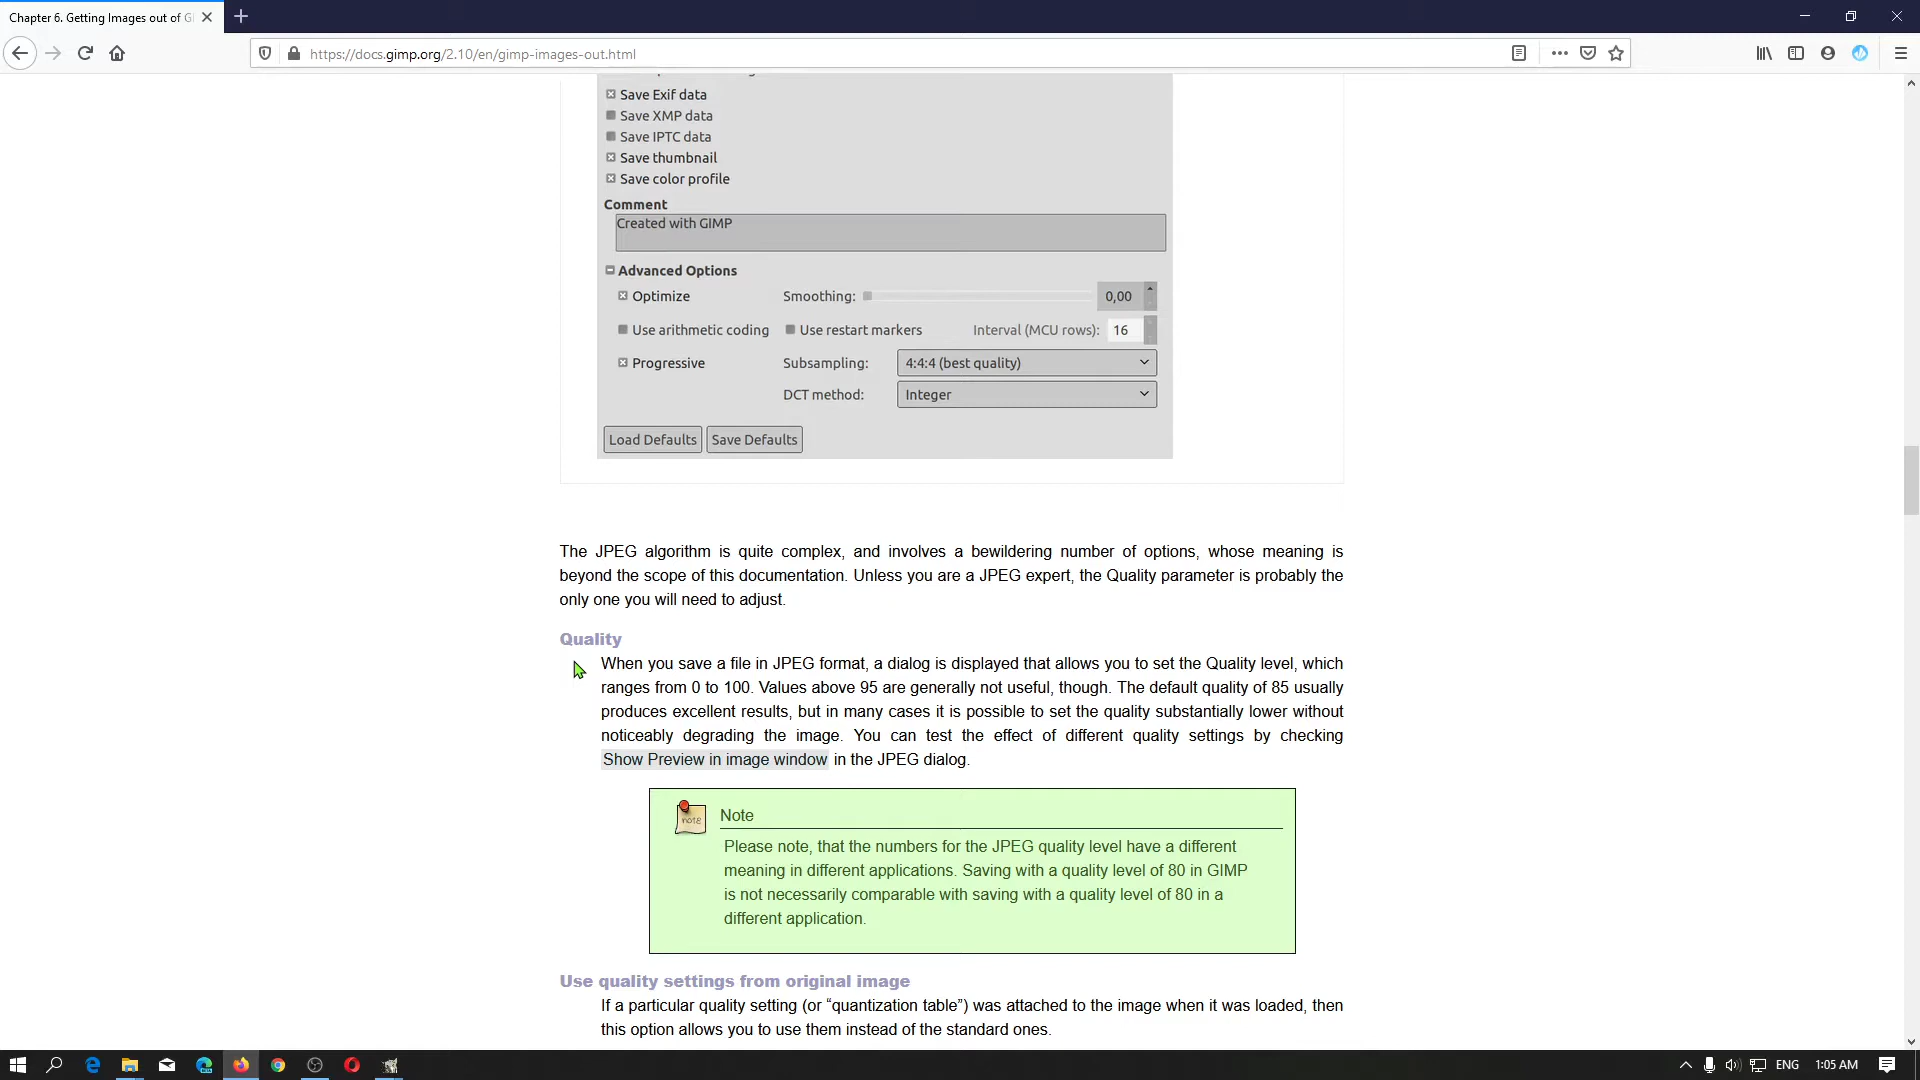 Chapter 6. Getting Images out of G
https://docs.gimp.org/2.10/en/gimp-images-out.html
Save Exif data
Save XMP data
Save IPTC data
Save thumbnail
Save color profile
Comment
Created with GIMP
Advanced Options
Optimize Smoothing: 0,00
Use arithmetic coding Use restart markers Interval (MCU rows): 16
Progressive Subsampling: 4:4:4 (best quality)
DCT method: Integer
Load Defaults Save Defaults
The JPEG algorithm is quite complex, and involves a bewildering number of options, whose meaning is
beyond the scope of this documentation. Unless you are a JPEG expert, the Quality parameter is probably the
only one you will need to adjust.
Quality
When you save a file in JPEG format, a dialog is displayed that allows you to set the Quality level, which
ranges from 0 to 100. Values above 95 are generally not useful, though. The default quality of 85 usually
produces excellent results, but in many cases it is possible to set the quality substantially lower without
noticeably degrading the image. You can test the effect of different quality settings by checking
Show Preview in image window in the JPEG dialog.
note
Note
Please note, that the numbers for the JPEG quality level have a different
meaning in different applications. Saving with a quality level of 80 in GIMP
is not necessarily comparable with saving with a quality level of 80 in a
different application.
Use quality settings from original image
If a particular quality setting (or “quantization table”) was attached to the image when it was loaded, then
this option allows you to use them instead of the standard ones.
ENG 1:05 AM